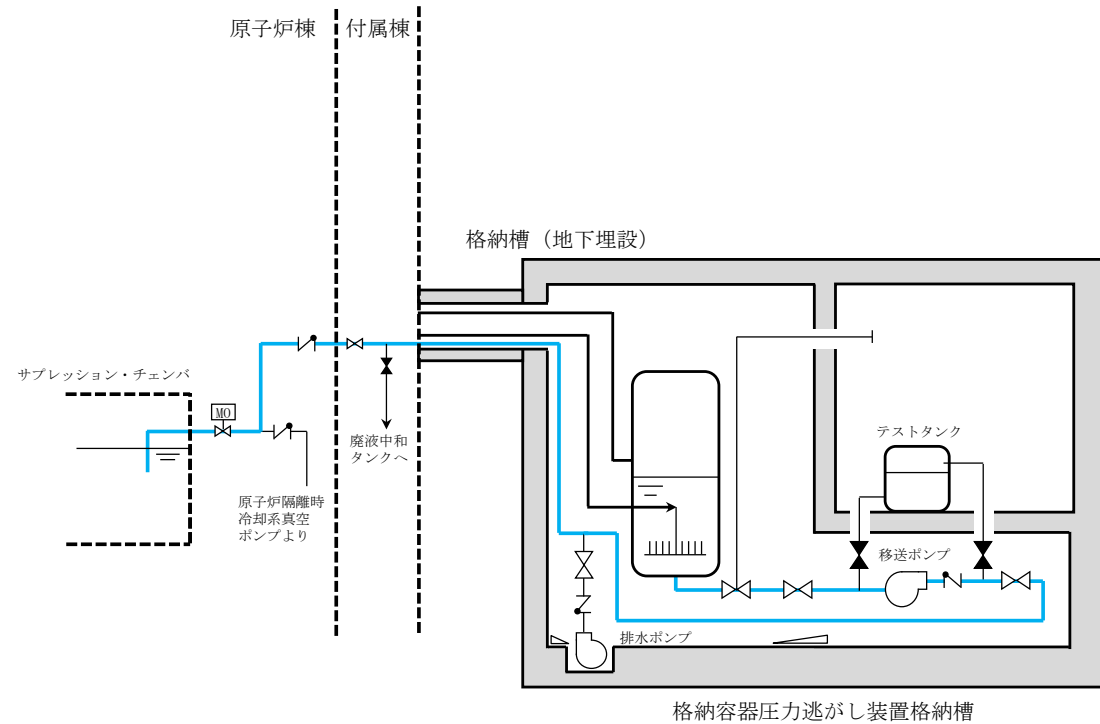 原子炉棟
付属棟
格納槽（地下埋設）
サプレッション・チェンバ
MO
廃液中和
タンクへ
原子炉隔離時
冷却系真空
ポンプより
テストタンク
移送ポンプ
排水ポンプ
格納容器圧力逃がし装置格納槽